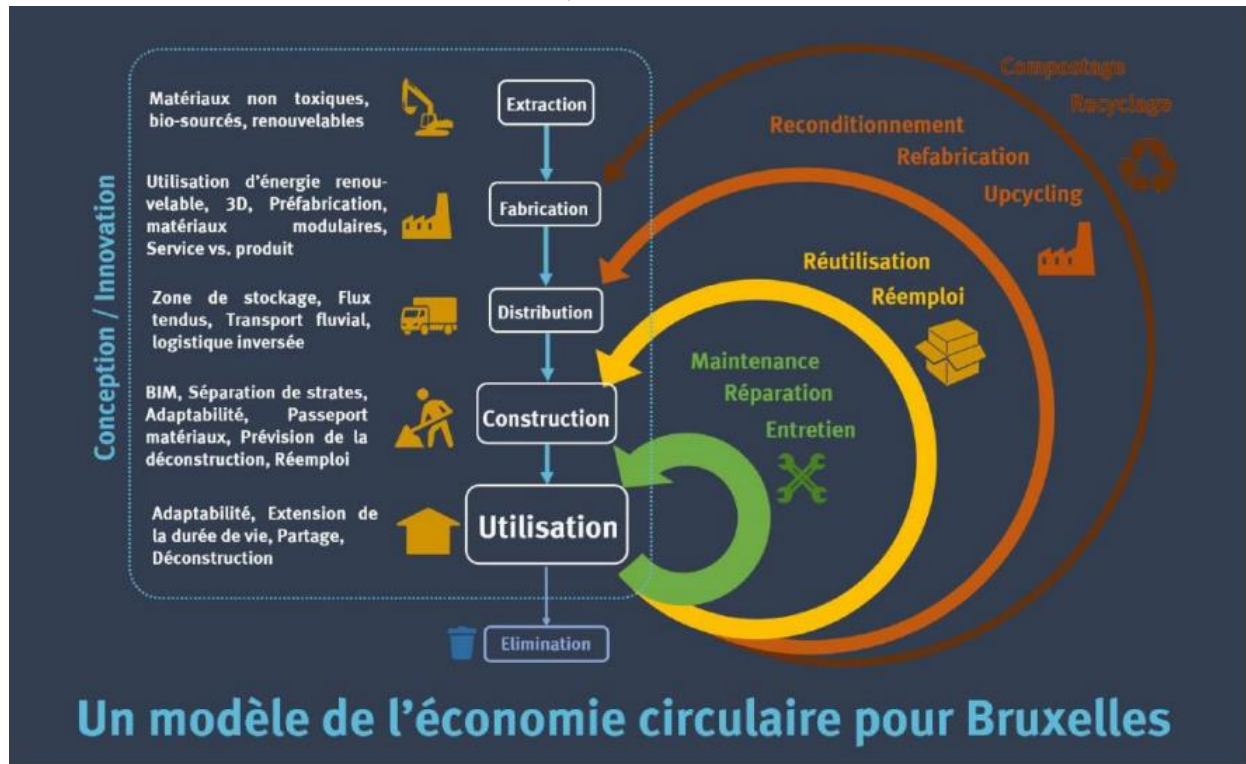 Conception / Innovation
Matériaux non toxiques,
bio-sourcés, renouvelables
Extraction
Utilisation d'énergie renou-
velable, 3D, Préfabrication,
matériaux modulaires,
Service vs. produit
Fabrication
Zone de stockage, Flux
tendus, Transport fluvial,
logistique inversée
Distribution
BIM, Séparation de strates,
Adaptabilité, Passeport
matériaux, Prévision de la
déconstruction, Réemploi
Construction
Adaptabilité, Extension de
la durée de vie, Partage,
Déconstruction
Utilisation
Elimination
Compostage
Recyclage
Reconditionnement
Refabrication
Upcycling
Réutilisation
Réemploi
Maintenance
Réparation
Entretien
Un modèle de l'économie circulaire pour Bruxelles